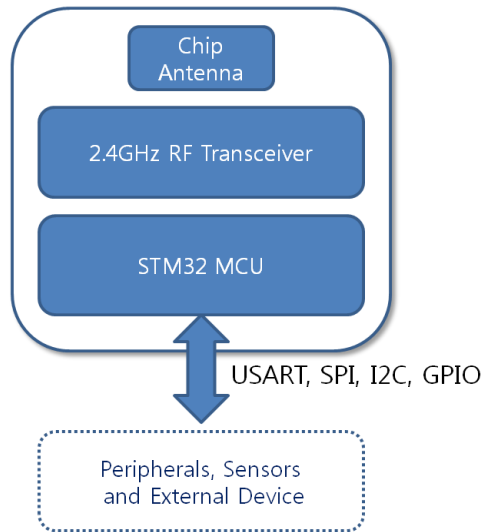 Chip
Antenna
2.4GHz RF Transceiver
STM32 MCU
USART, SPI, I2C, GPIO
Peripherals, Sensors
and External Device